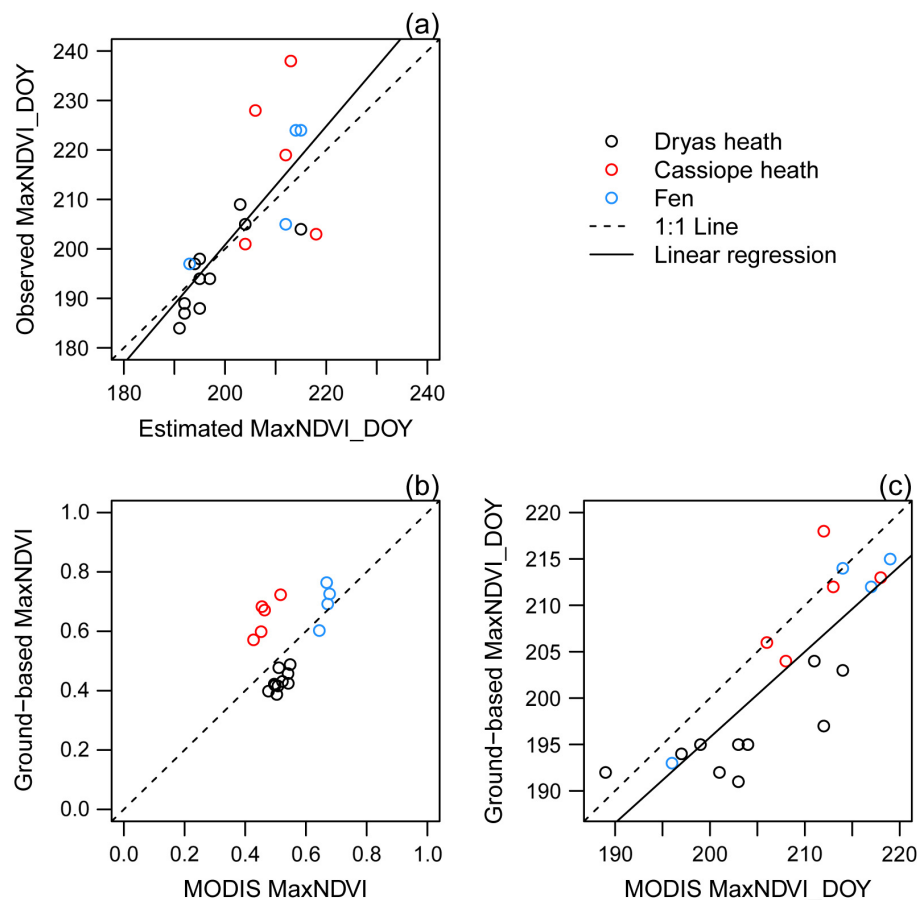 (a)
Observed MaxNDVI_DOY
240
230
220
210
200
190
180
180
200
220
240
Estimated MaxNDVI_DOY
Dryas heath
Cassiope heath
Fen
1:1 Line
Linear regression
(b)
Ground−based MaxNDVI
1.0
0.8
0.6
0.4
0.2
0.0
0.0
0.2
0.4
0.6
0.8
1.0
MODIS MaxNDVI
(c)
Ground−based MaxNDVI_DOY
220
215
210
205
200
195
190
190
200
210
220
MODIS MaxNDVI_DOY